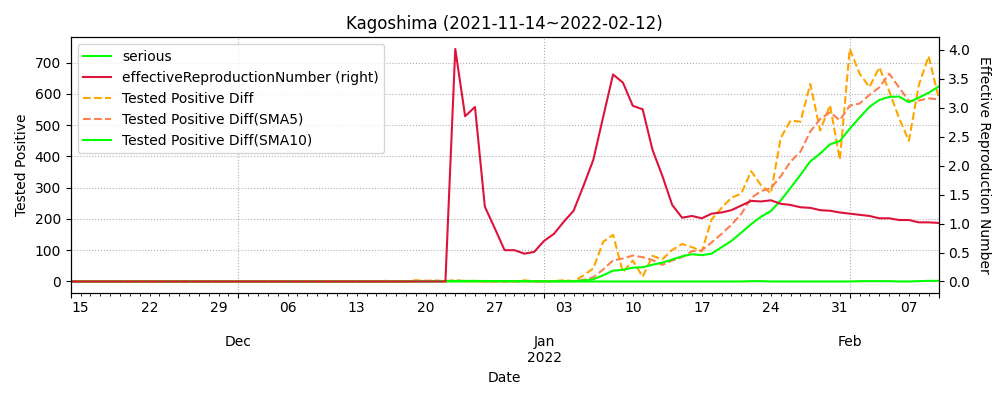 Kagoshima (2021-11-14~2022-02-12)
serious
effectiveReproductionNumber (right)
Tested Positive Diff
Tested Positive Diff(SMA5)
Tested Positive Diff(SMA10)
Tested Positive
700
600
500
400
300
200
100
0
4.0
3.5
3.0
2.5
2.0
1.5
1.0
0.5
0.0
Effective Reproduction Number
15 22 29 06 13 20 27 03 10 17 24 31 07
Dec Jan Feb
2022
Date